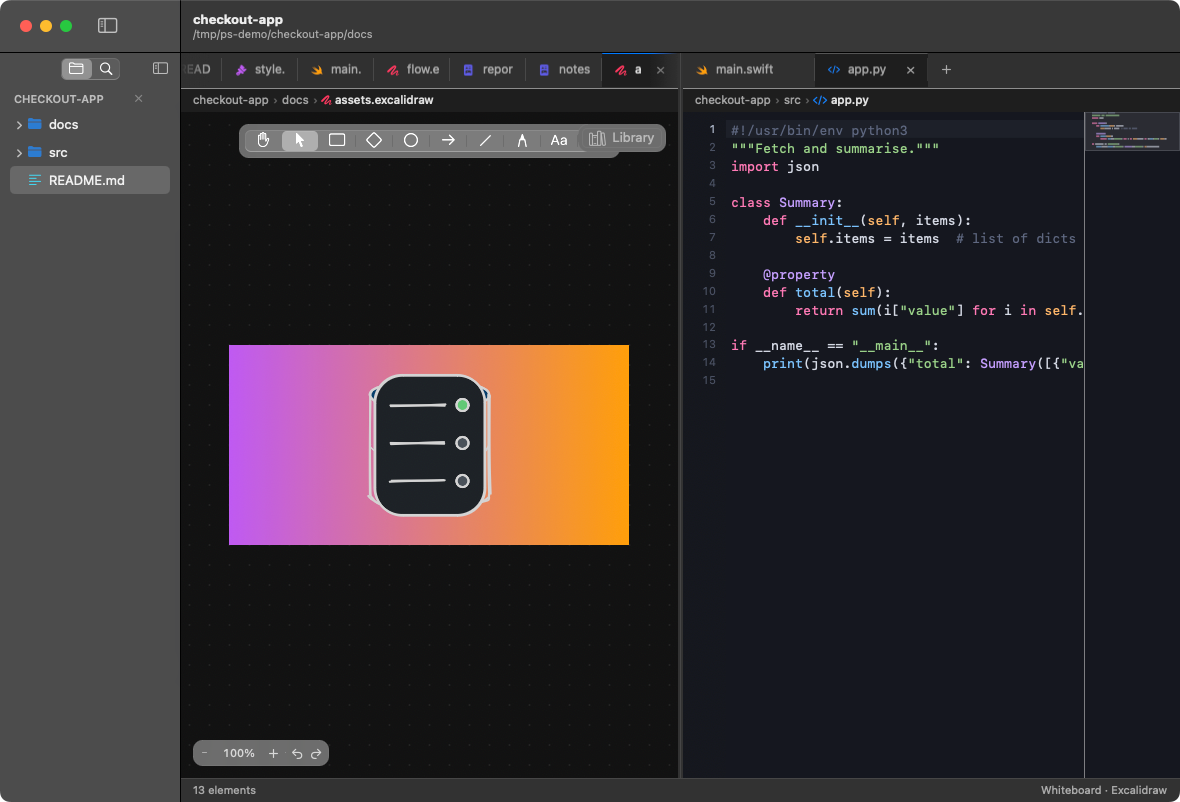 checkout-app
/tmp/ps-demo/checkout-app/docs
READ
style.
main.
flow.e
repor
notes
a
main.swift
app.py
CHECKOUT-APP
docs
src
README.md
checkout-app › docs › assets.excalidraw
Aa
Library
100%
checkout-app › src › app.py
1 #!/usr/bin/env python3
2 """Fetch and summarise."""
3 import json
4
5 class Summary:
6 def __init__(self, items):
7 self.items = items # list of dicts
8
9 @property
10 def total(self):
11 return sum(i["value"] for i in self.
12
13 if __name__ == "__main__":
14 print(json.dumps({"total": Summary([{"va
15
13 elements
Whiteboard · Excalidraw